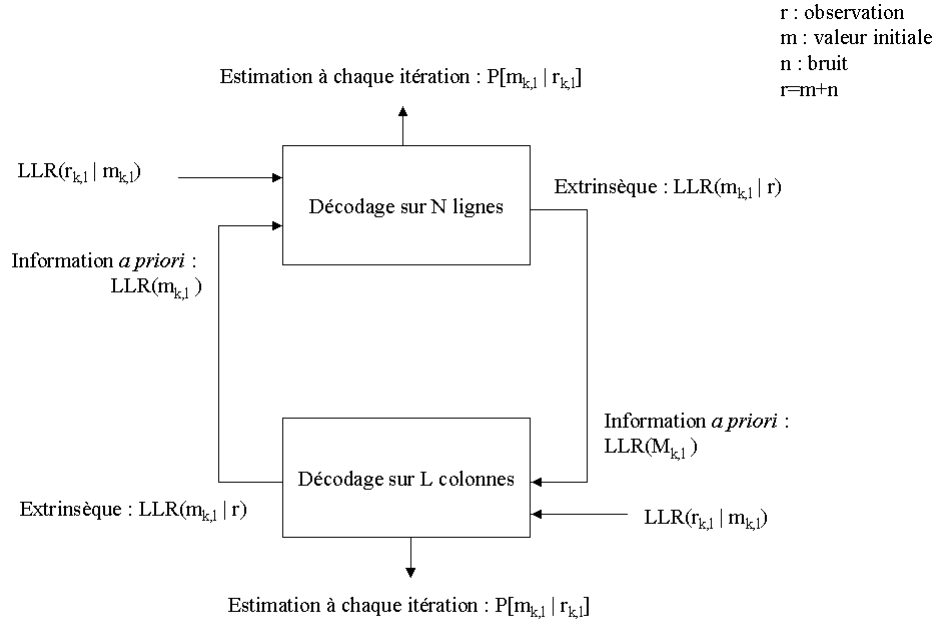 r : observation
m : valeur initiale
n : bruit
r=m+n
Estimation à chaque itération : P[m_{k,l} | r_{k,l}]
LLR(r_{k,l} | m_{k,l})
Décodage sur N lignes
Extrinsèque : LLR(m_{k,l} | r)
Information a priori :
LLR(m_{k,l} )
Information a priori :
LLR(M_{k,l} )
Décodage sur L colonnes
Extrinsèque : LLR(m_{k,l} | r)
LLR(r_{k,l} | m_{k,l})
Estimation à chaque itération : P[m_{k,l} | r_{k,l}]